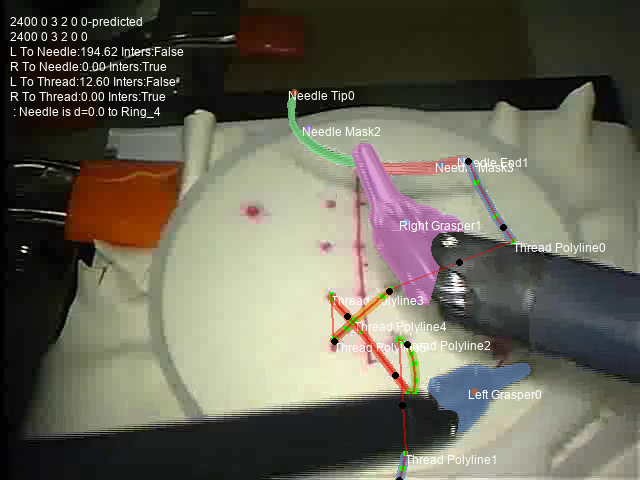 2400 0 3 2 0 0-predicted
2400 0 3 2 0 0
L To Needle:194.62 Inters:False
R To Needle:0.00 Inters:True
L To Thread:12.60 Inters:False
R To Thread:0.00 Inters:True
: Needle is d=0.0 to Ring_4
Needle Tip0
Needle Mask2
Needle End1
Mask3
Right Grasper1
Thread Polyline0
Thread Polyline3
Thread Polyline4
Thread
Polyline2
Left Grasper0
Thread Polyline1